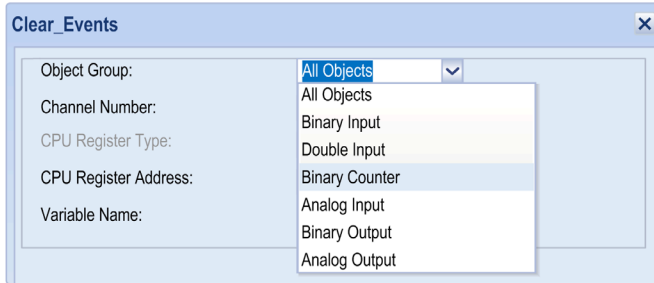 Clear_Events
Object Group: All Objects
All Objects
Channel Number:
Binary Input
CPU Register Type:
Double Input
CPU Register Address:
Binary Counter
Variable Name:
Analog Input
Binary Output
Analog Output